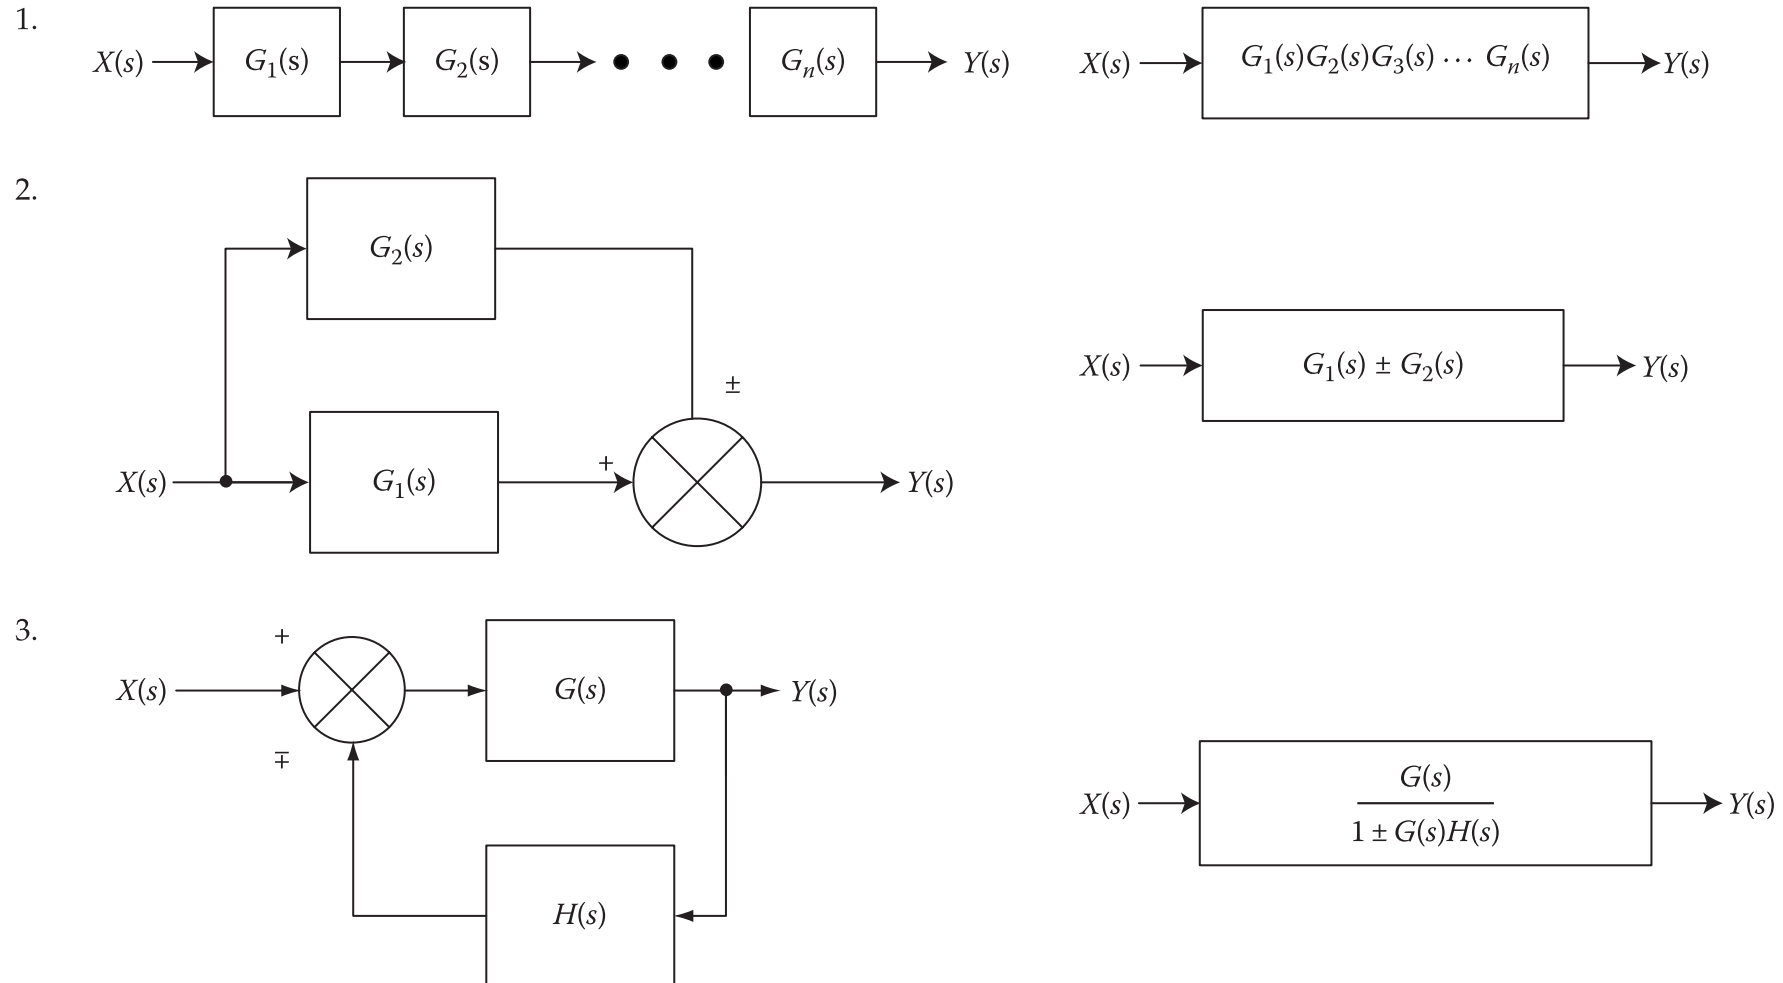 1.
X(s) G₁(s) G₂(s) Gₙ(s) Y(s)
X(s) G₁(s)G₂(s)G₃(s) ··· Gₙ(s) Y(s)
2.
G₂(s)
±
X(s) G₁(s) + Y(s)
X(s) G₁(s) ± G₂(s) Y(s)
3.
+
X(s) G(s) Y(s)
∓
H(s)
G(s)
X(s) Y(s)
1 ± G(s)H(s)